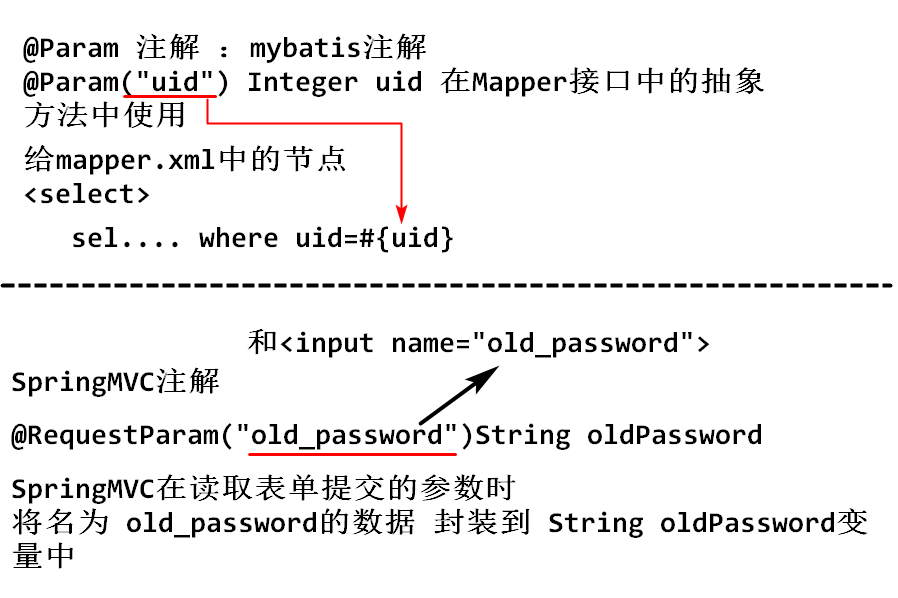 @Param 注解 : mybatis注解
@Param("uid") Integer uid 在Mapper接口中的抽象
方法中使用
给mapper.xml中的节点
<select>
sel.... where uid=#{uid}
和<input name="old_password">
SpringMVC注解
@RequestParam("old_password")String oldPassword
SpringMVC在读取表单提交的参数时
将名为 old_password的数据 封装到 String oldPassword变
量中